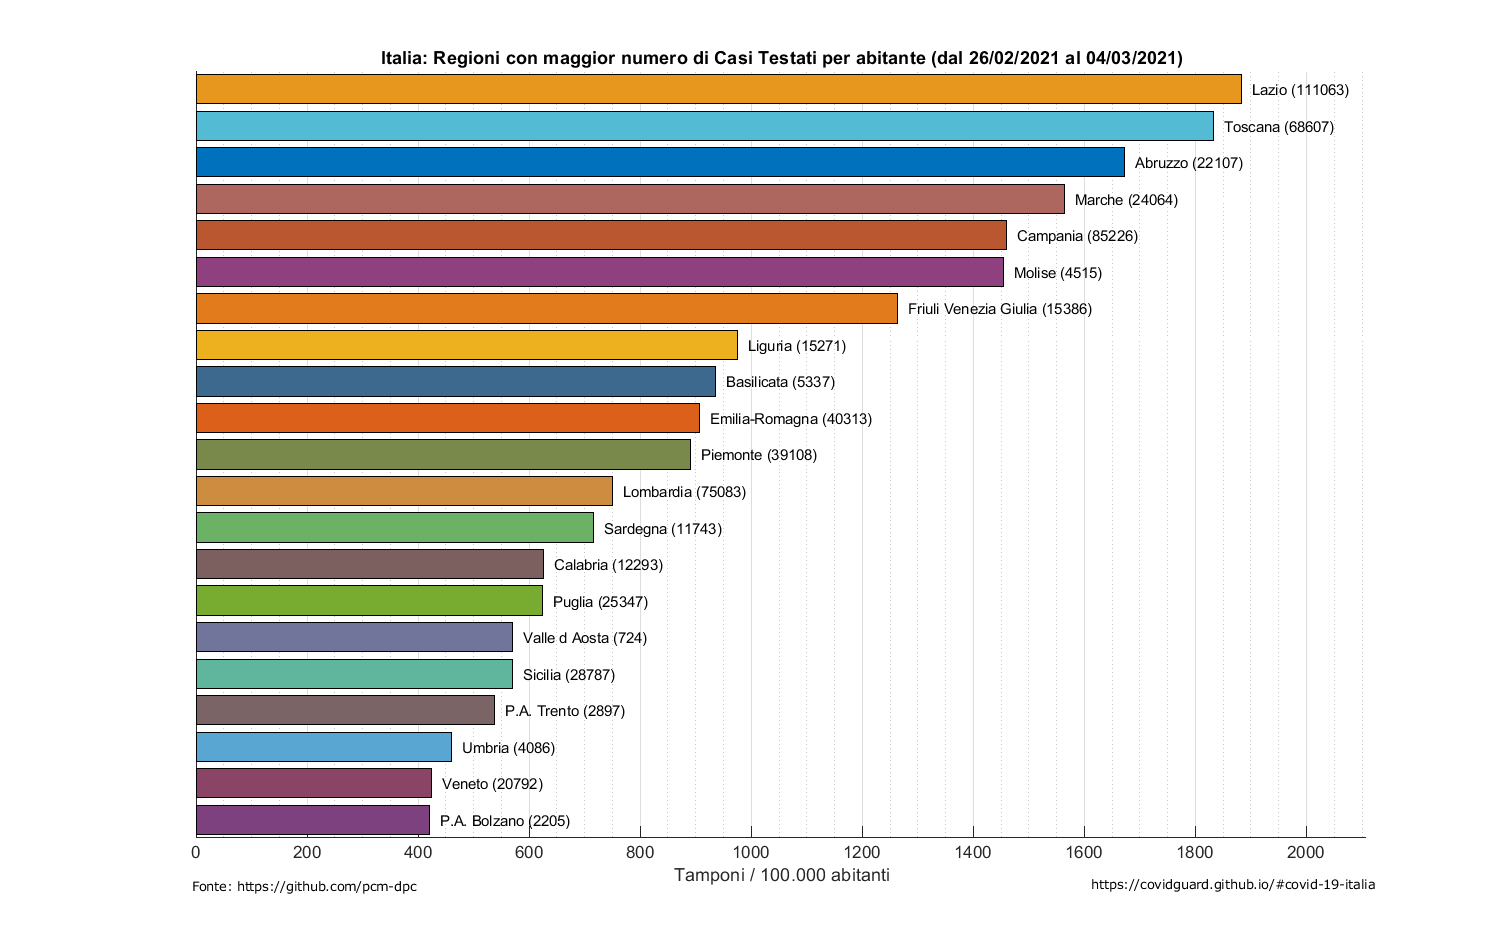 Italia: Regioni con maggior numero di Casi Testati per abitante (dal 26/02/2021 al 04/03/2021)
Lazio (111063)
Toscana (68607)
Abruzzo (22107)
Marche (24064)
Campania (85226)
Molise (4515)
Friuli Venezia Giulia (15386)
Liguria (15271)
Basilicata (5337)
Emilia-Romagna (40313)
Piemonte (39108)
Lombardia (75083)
Sardegna (11743)
Calabria (12293)
Puglia (25347)
Valle d Aosta (724)
Sicilia (28787)
P.A. Trento (2897)
Umbria (4086)
Veneto (20792)
P.A. Bolzano (2205)
0 200 400 600 800 1000 1200 1400 1600 1800 2000
Tamponi / 100.000 abitanti
Fonte: https://github.com/pcm-dpc
https://covidguard.github.io/#covid-19-italia